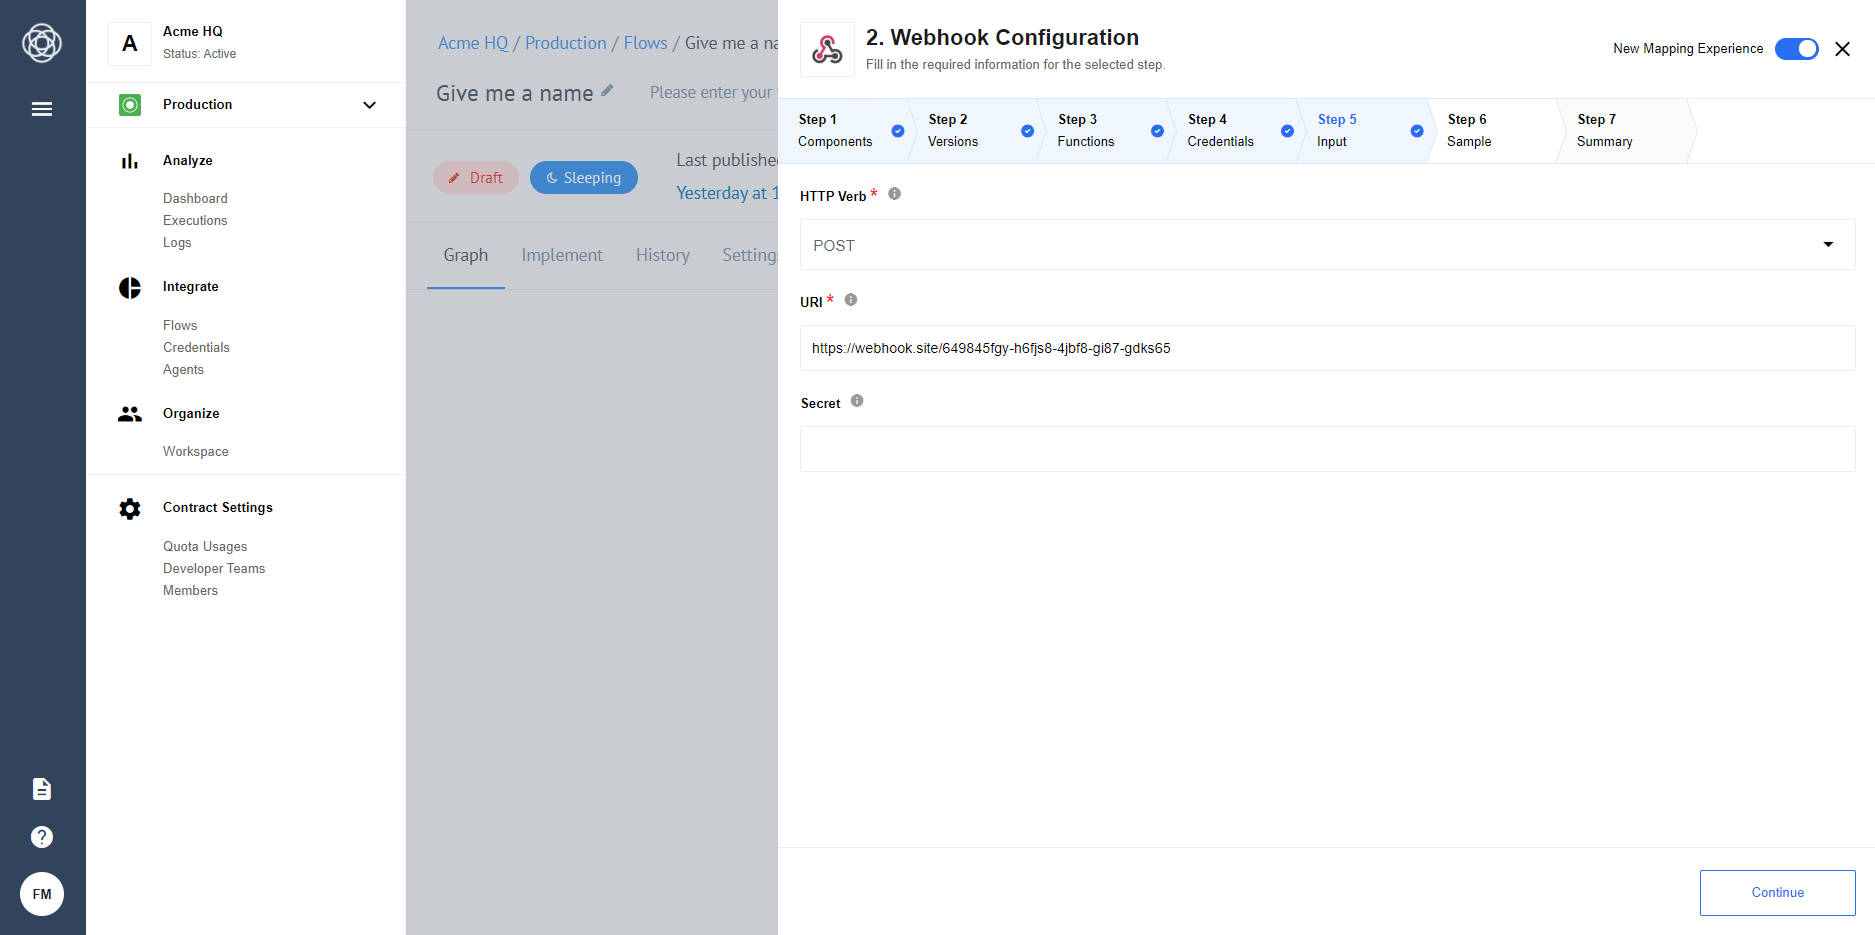 A
Acme HQ
Status: Active
Production
Analyze
Dashboard
Executions
Logs
Integrate
Flows
Credentials
Agents
Organize
Workspace
Contract Settings
Quota Usages
Developer Teams
Members
?
FM
Acme HQ / Production / Flows / Give me a na
Give me a name
Please enter your
Draft
Sleeping
Last published
Yesterday at 1
Graph
Implement
History
Setting
2. Webhook Configuration
Fill in the required information for the selected step.
New Mapping Experience
Step 1
Components
Step 2
Versions
Step 3
Functions
Step 4
Credentials
Step 5
Input
Step 6
Sample
Step 7
Summary
HTTP Verb *
POST
URI *
https://webhook.site/649845fgy-h6fjs8-4jbf8-gi87-gdks65
Secret
Continue